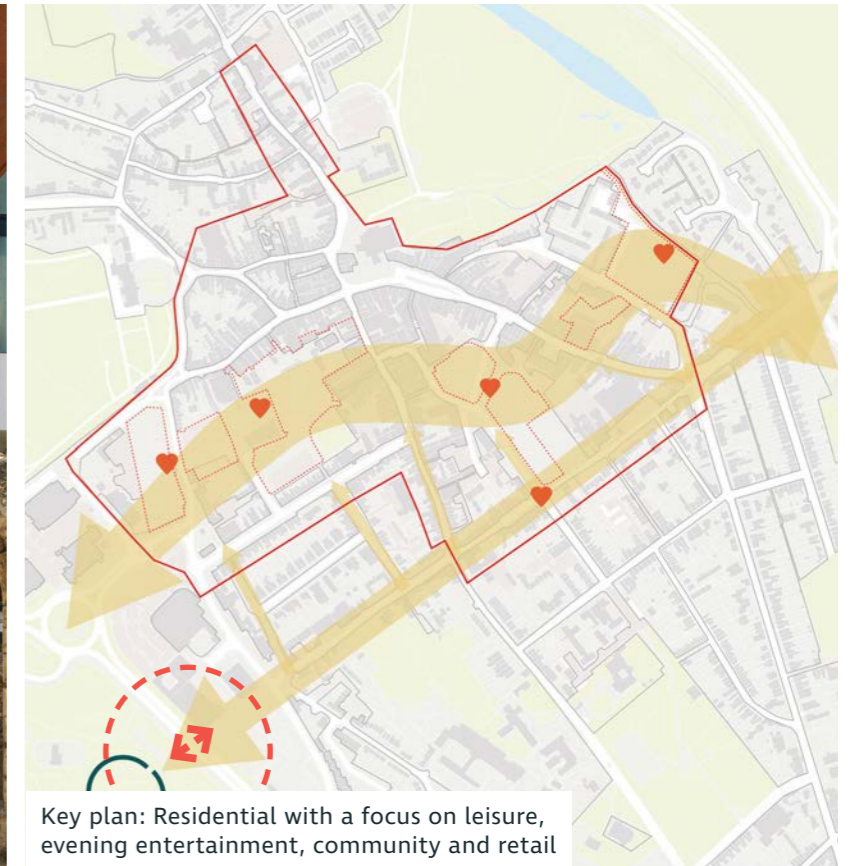 Key plan: Residential with a focus on leisure,
evening entertainment, community and retail